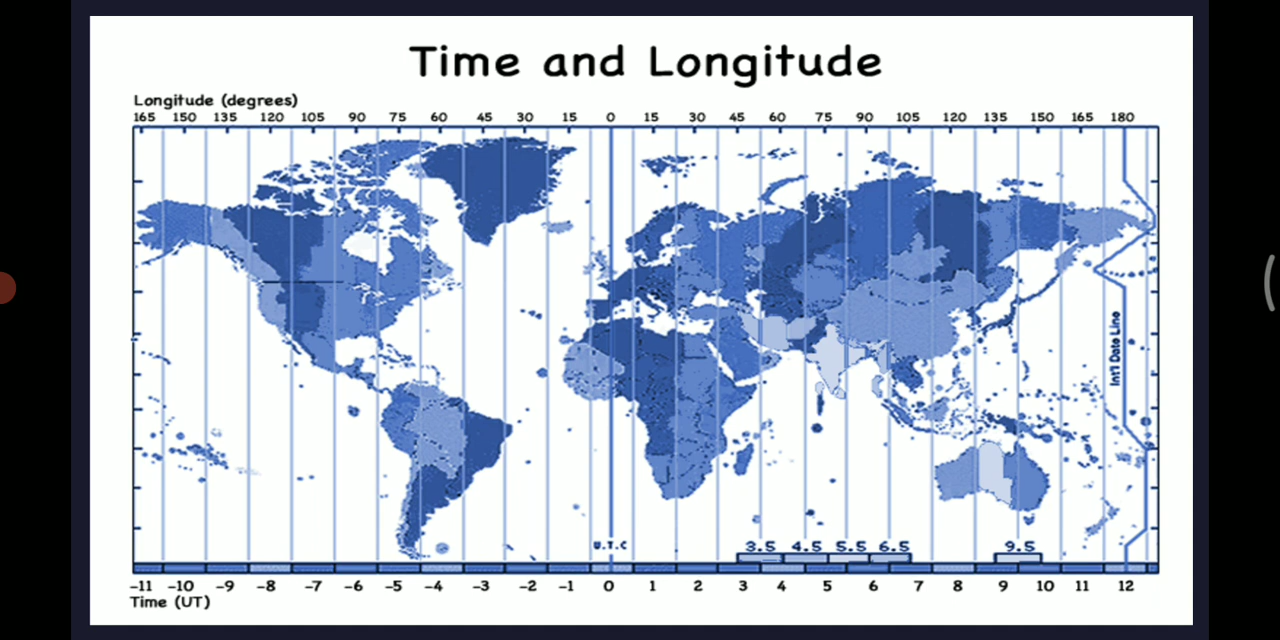 Time and Longitude
Longitude (degrees)
165 150 135 120 105 90 75 60 45 30 15 0 15 30 45 60 75 90 105 120 135 150 165 180
Int'l Date Line
U.T.C
3.5 4.5 5.5 6.5 9.5
-11 -10 -9 -8 -7 -6 -5 -4 -3 -2 -1 0 1 2 3 4 5 6 7 8 9 10 11 12
Time (UT)